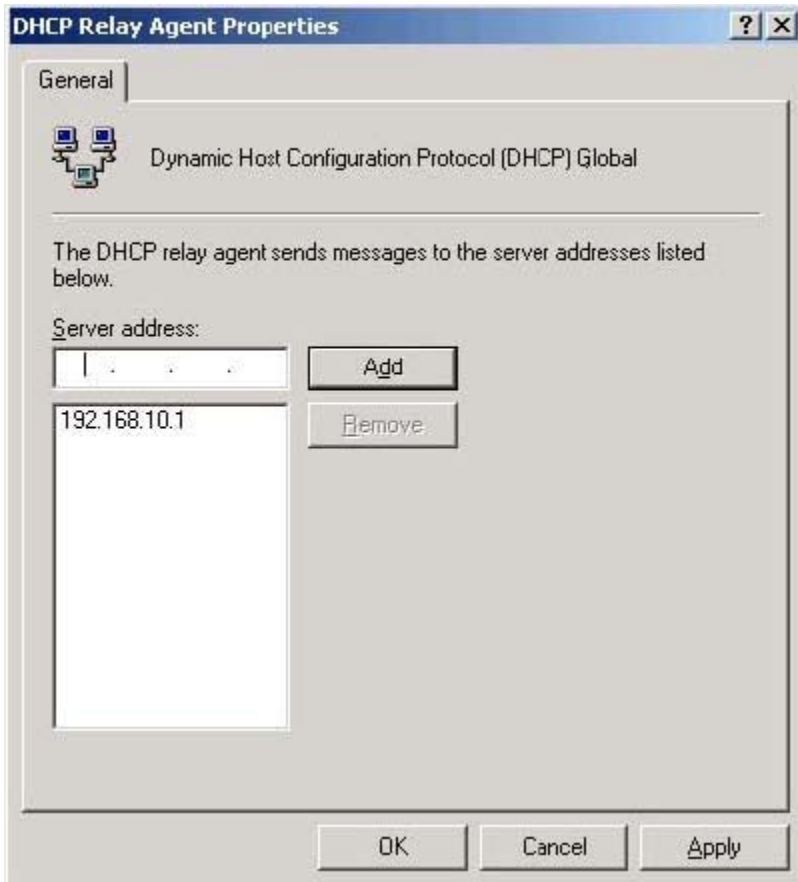 DHCP Relay Agent Properties
General
Dynamic Host Configuration Protocol (DHCP) Global
The DHCP relay agent sends messages to the server addresses listed
below.
Server address:
. . .
Add
192.168.10.1
Remove
OK
Cancel
Apply